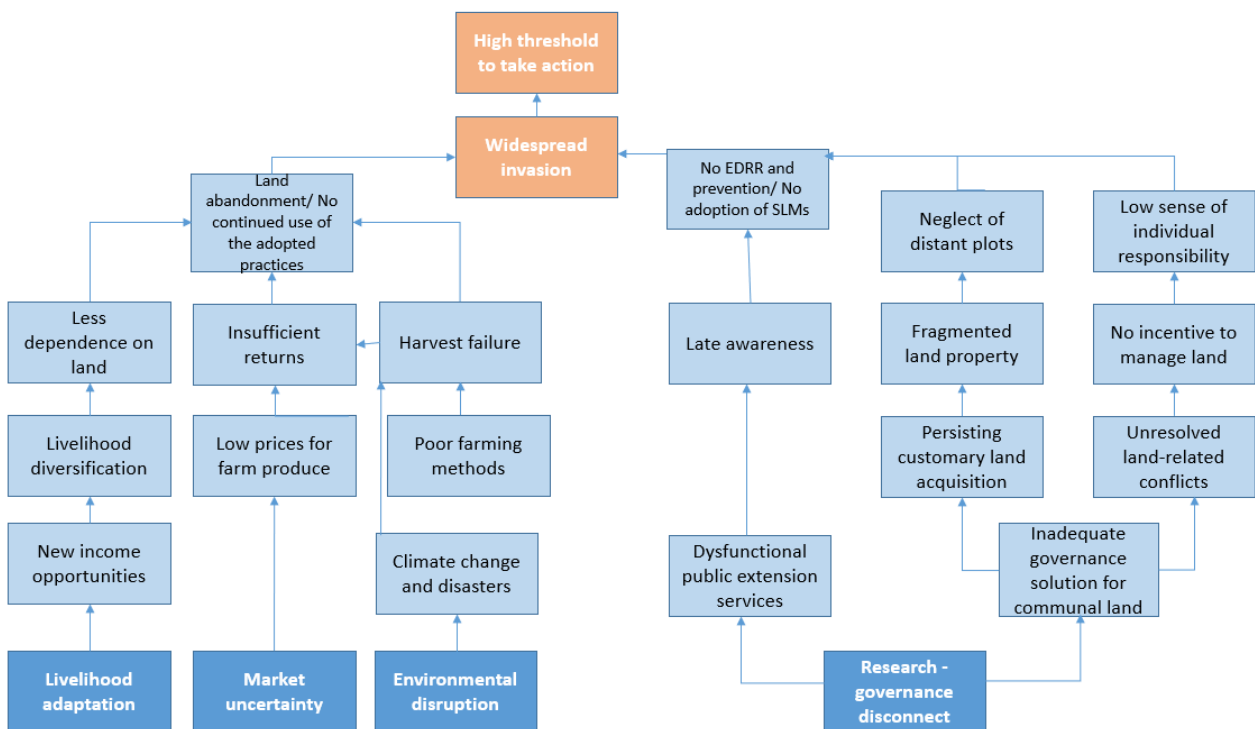 High threshold
to take action
Widespread
invasion
Land
abandonment/ No
continued use of
the adopted
practices
No EDRR and
prevention/ No
adoption of SLMs
Neglect of
distant plots
Low sense of
individual
responsibility
Less
dependence on
land
Insufficient
returns
Harvest failure
Late awareness
Fragmented
land property
No incentive to
manage land
Livelihood
diversification
Low prices for
farm produce
Poor farming
methods
Persisting
customary land
acquisition
Unresolved
land-related
conflicts
New income
opportunities
Climate change
and disasters
Dysfunctional
public extension
services
Inadequate
governance
solution for
communal land
Livelihood
adaptation
Market
uncertainty
Environmental
disruption
Research -
governance
disconnect